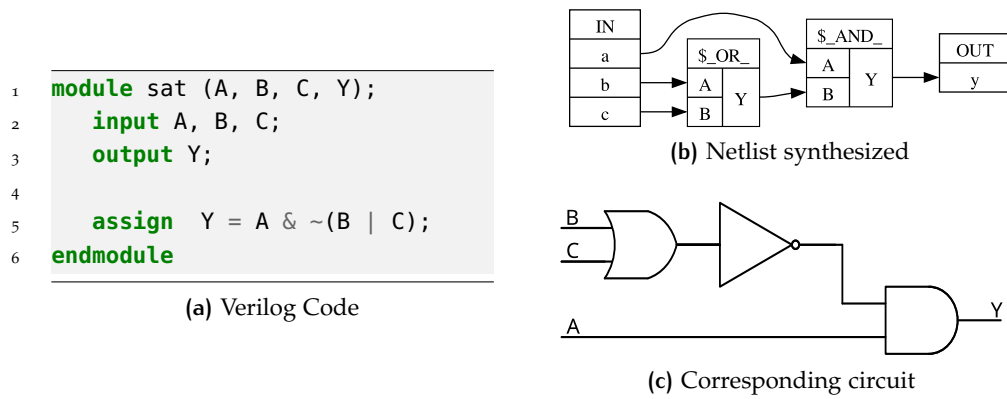 1 module sat (A, B, C, Y);
2 input A, B, C;
3 output Y;
4
5 assign Y = A & ~(B | C);
6 endmodule
(a) Verilog Code
IN
a
b
c
$_OR_
A
B
Y
$_AND_
A
B
Y
OUT
y
(b) Netlist synthesized
B
C
A
Y
(c) Corresponding circuit